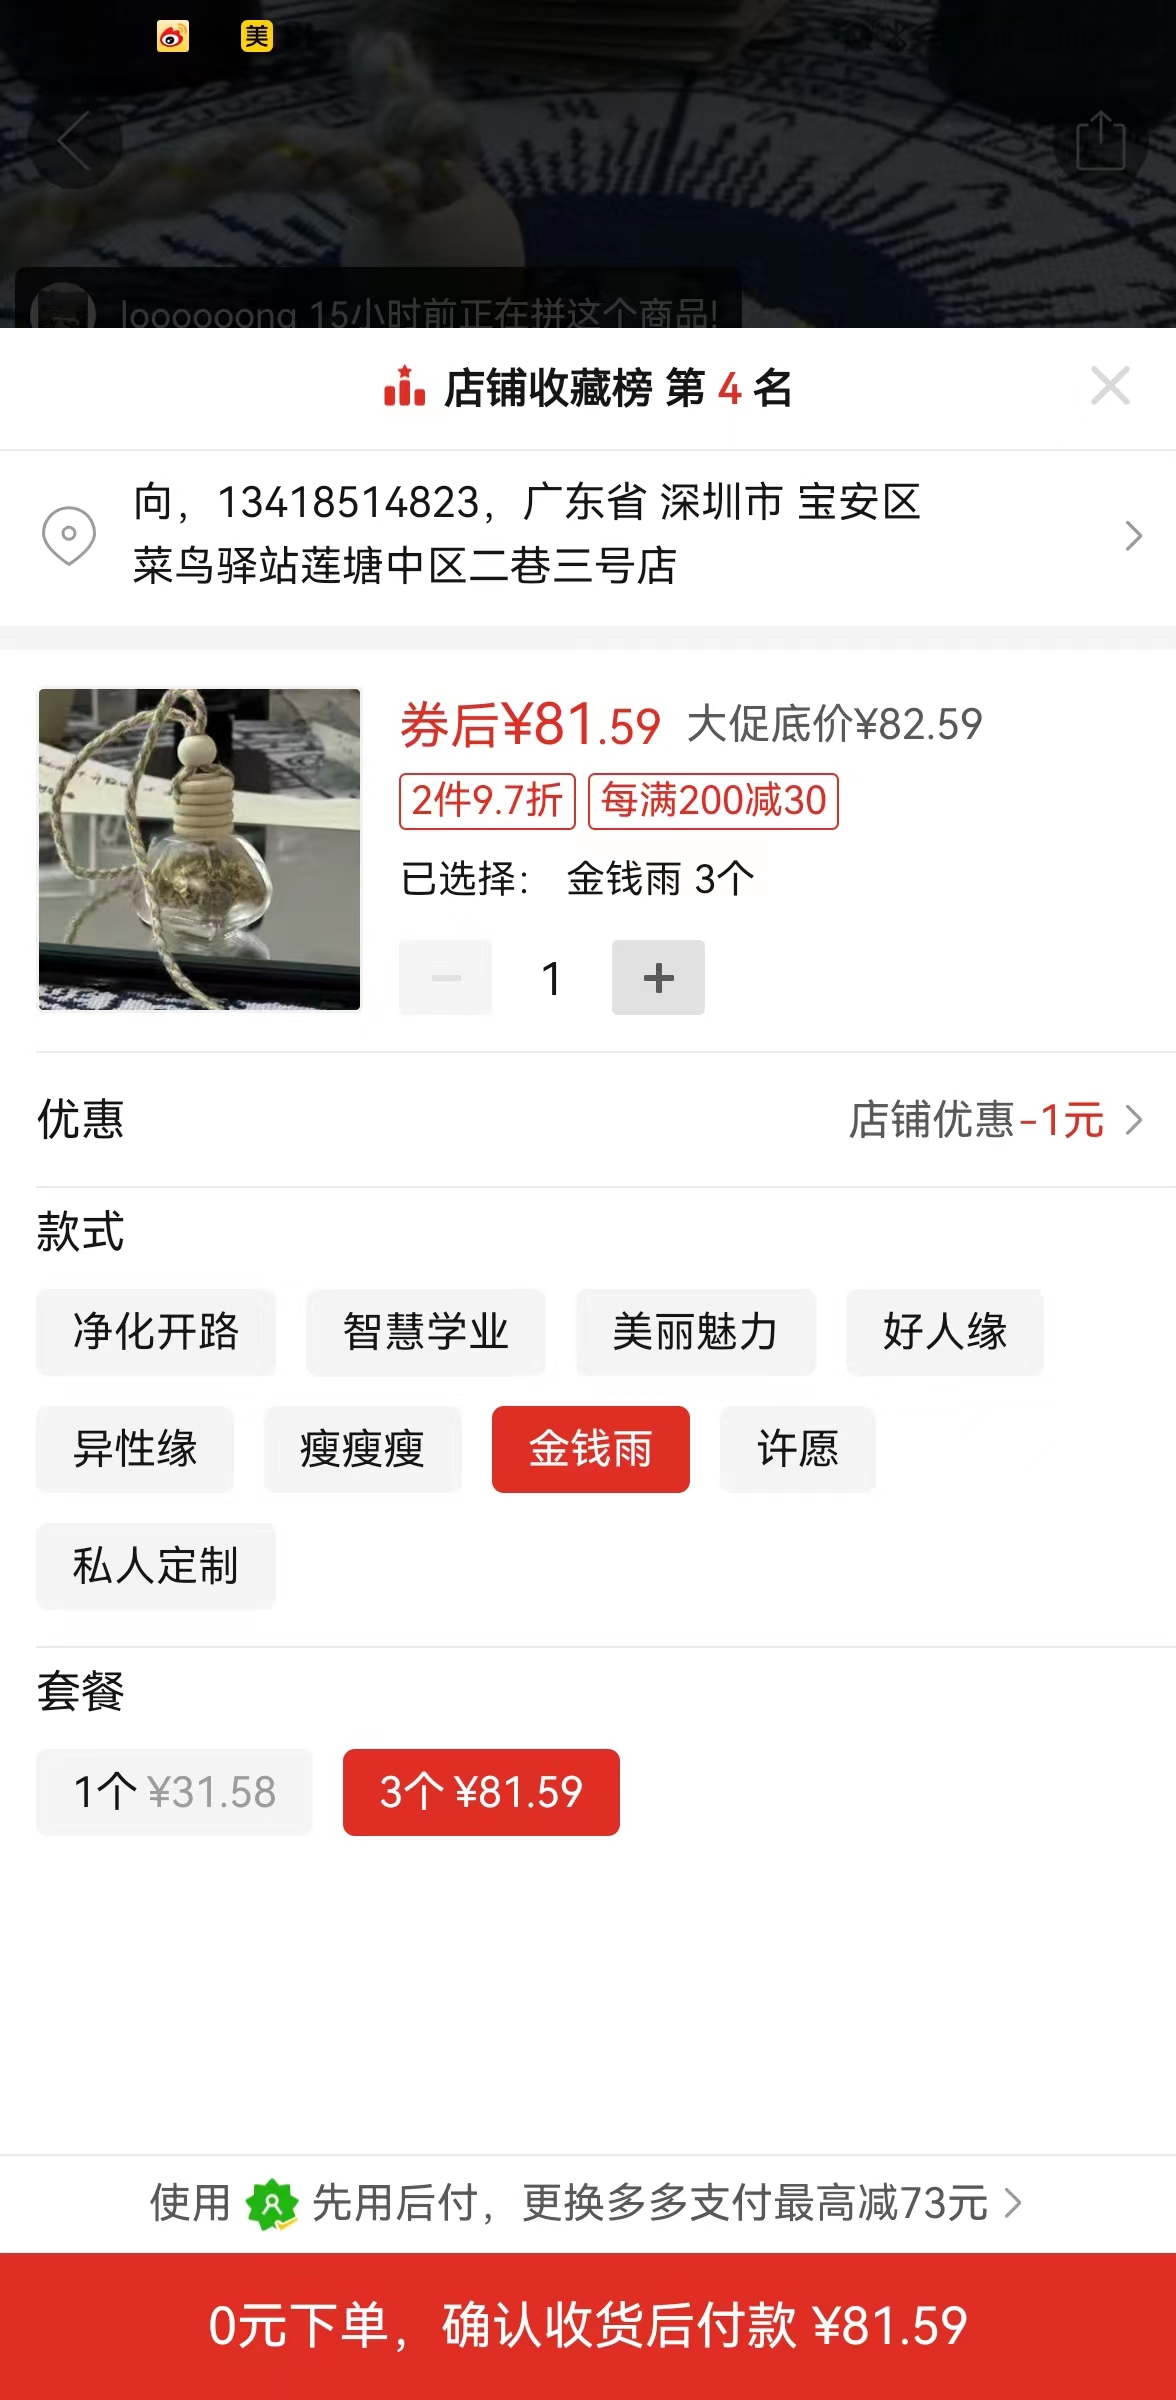 美
loooooong 15小时前正在拼这个商品!
店铺收藏榜 第 4 名
向，13418514823，广东省 深圳市 宝安区
菜鸟驿站莲塘中区二巷三号店
券后¥81.59 大促底价¥82.59
2件9.7折 每满200减30
已选择： 金钱雨 3个
1
优惠 店铺优惠-1元
款式
净化开路 智慧学业 美丽魅力 好人缘
异性缘 瘦瘦瘦 金钱雨 许愿
私人定制
套餐
1个 ¥31.58 3个 ¥81.59
使用 先用后付，更换多多支付最高减73元
0元下单，确认收货后付款 ¥81.59